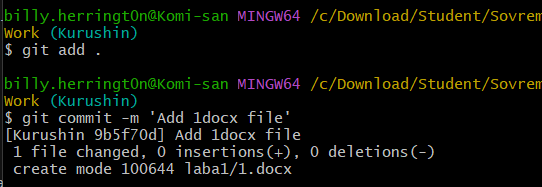 billy.herringt0n@Komi-san MINGW64 /c/Download/Student/Sovrem
Work (Kurushin)
$ git add .
billy.herringt0n@Komi-san MINGW64 /c/Download/Student/Sovrem
Work (Kurushin)
$ git commit -m 'Add 1docx file'
[Kurushin 9b5f70d] Add 1docx file
 1 file changed, 0 insertions(+), 0 deletions(-)
 create mode 100644 laba1/1.docx